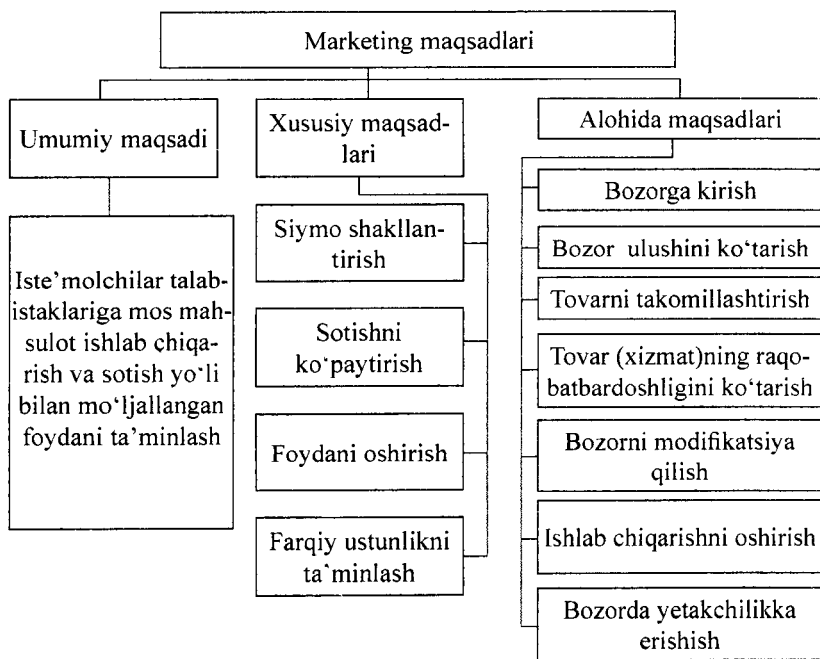 Marketing maqsadlari
Umumiy maqsadi
Iste’molchilar talab-
istaklariga mos mah-
sulot ishlab chiqa-
rish va sotish yo‘li
bilan mo‘ljallangan
foydani ta’minlash
Xususiy maqsad-
lari
Siymo shakllan-
tirish
Sotishni
ko‘paytirish
Foydani oshirish
Farqiy ustunlikni
ta‘minlash
Alohida maqsadlari
Bozorga kirish
Bozor ulushini ko‘tarish
Tovarni takomillashtirish
Tovar (xizmat)ning raqo-
batbardoshligini ko‘tarish
Bozorni modifikatsiya
qilish
Ishlab chiqarishni oshirish
Bozorda yetakchilikka
erishish